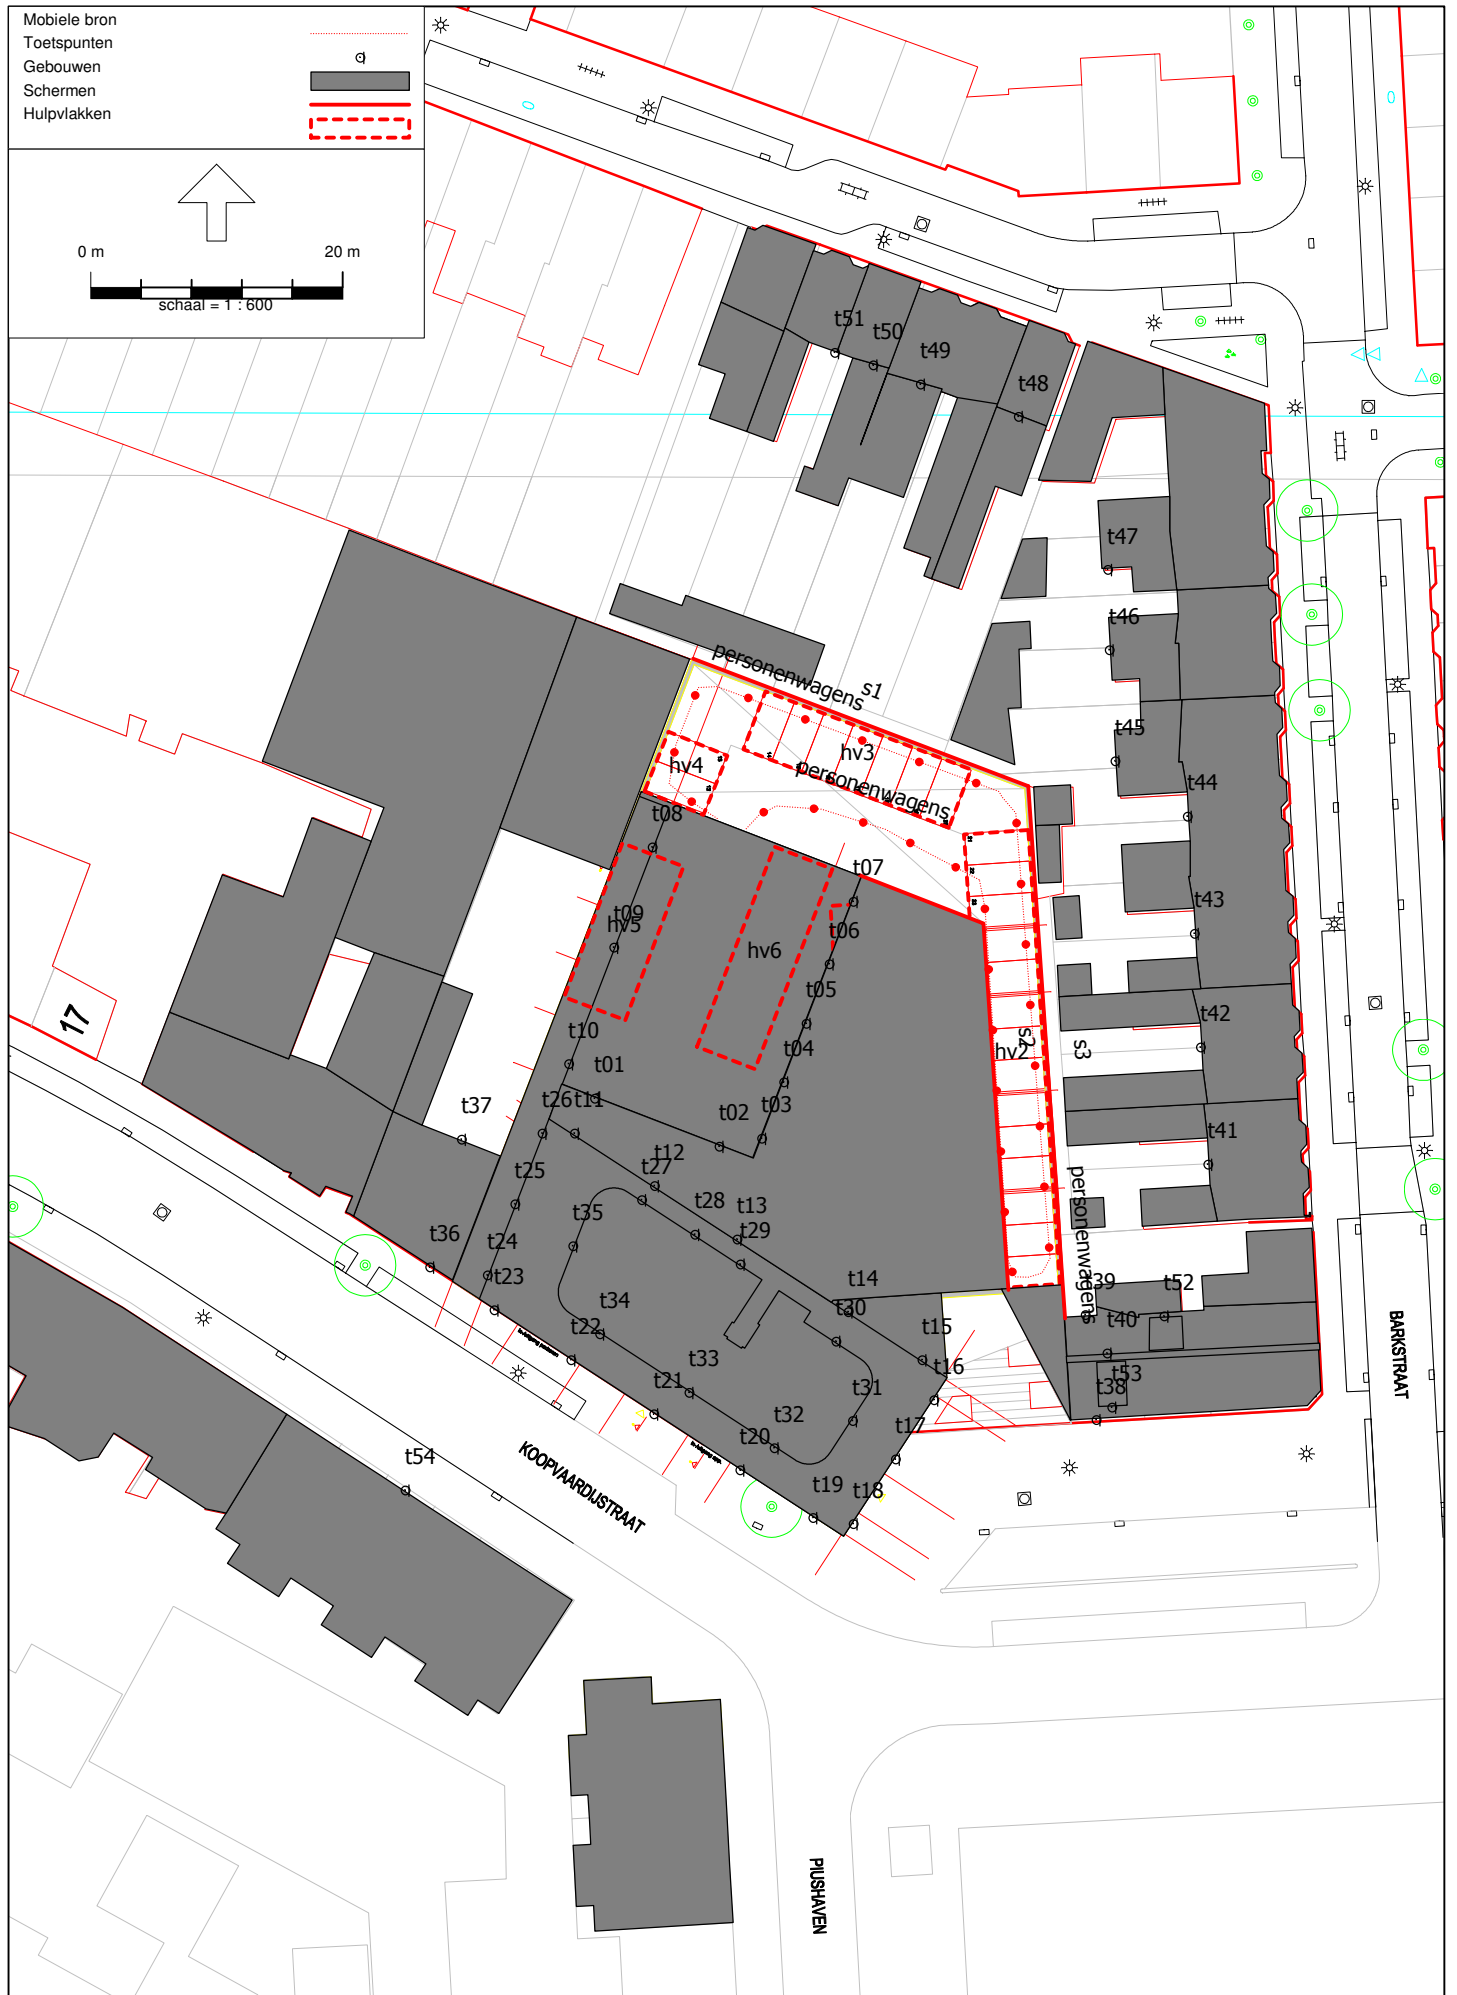 Mobiele bron
Toetspunten
Gebouwen
Schermen
Hulpvlakken
0 m
20 m
schaal = 1 : 600
t51
t50
t49
t48
t47
t46
t45
t44
t43
t42
t41
personenwagens
s1
hv3
hv4
personenwagens
t08
t07
t09
hv5
t06
hv6
t05
t10
t04
t01
s2
s3
hv2
17
t26
t11
t02
t03
t37
t12
t27
t25
t28
t13
t35
t29
t24
t36
t23
t14
t34
t30
t15
t22
t16
personenwagens
t39
t52
t40
t33
t53
t21
t31
t38
t32
t17
t20
t19
t18
t54
KOOPVAARDIJSTRAAT
BARKSTRAAT
PIUSHAVEN